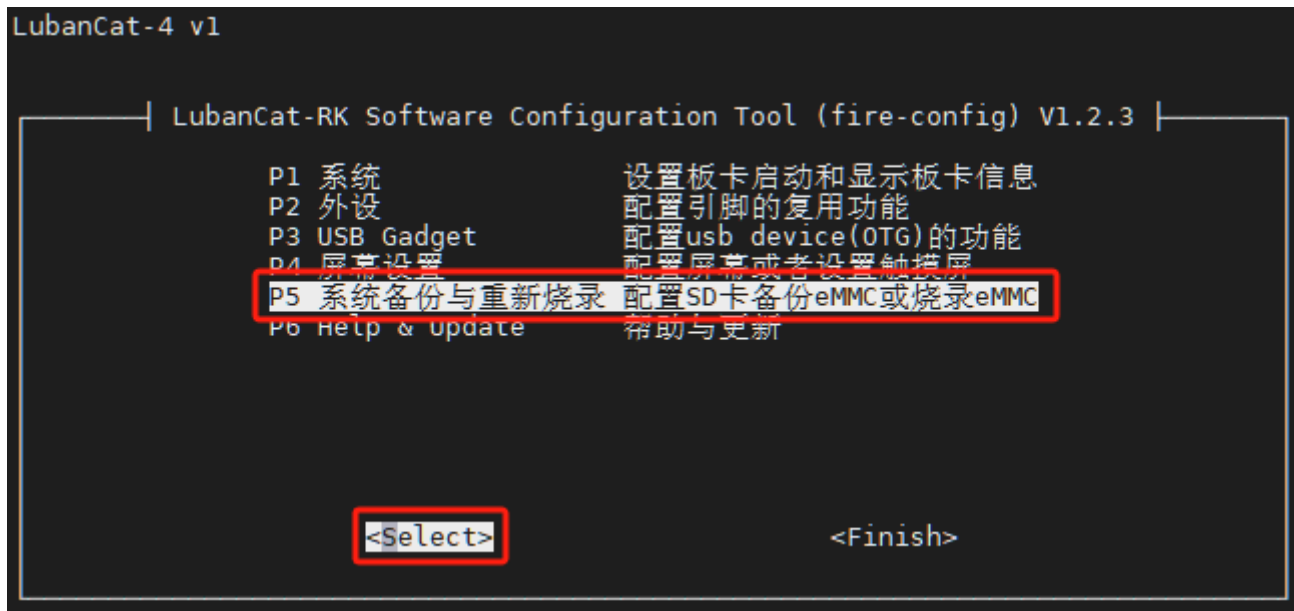 LubanCat-4 v1
LubanCat-RK Software Configuration Tool (fire-config) V1.2.3
P1 系统 设置板卡启动和显示板卡信息
P2 外设 配置引脚的复用功能
P3 USB Gadget 配置usb device(OTG)的功能
P4 屏幕设置 配置屏幕或者设置触摸屏
P5 系统备份与重新烧录 配置SD卡备份eMMC或烧录eMMC
P6 Help & Update 帮助与更新
<Select> <Finish>